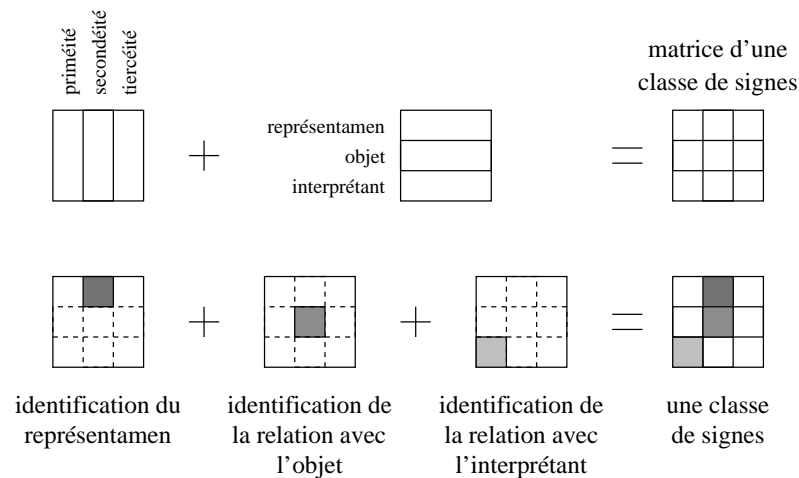 priméité
secondéité
tiercéité
matrice d'une
classe de signes
représentamen
objet
interprétant
+
=
+
+
=
identification du
représentamen
identification de
la relation avec
l'objet
identification de
la relation avec
l'interprétant
une classe
de signes